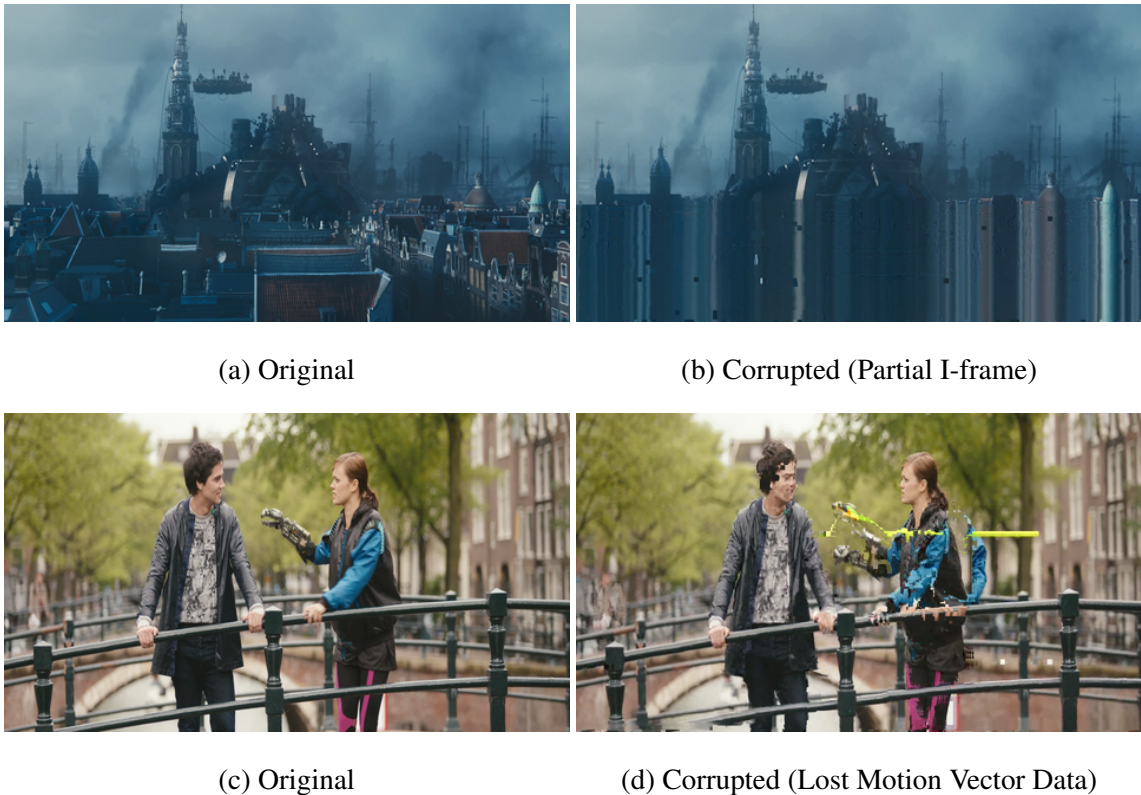 (a) Original
(b) Corrupted (Partial I-frame)
(c) Original
(d) Corrupted (Lost Motion Vector Data)